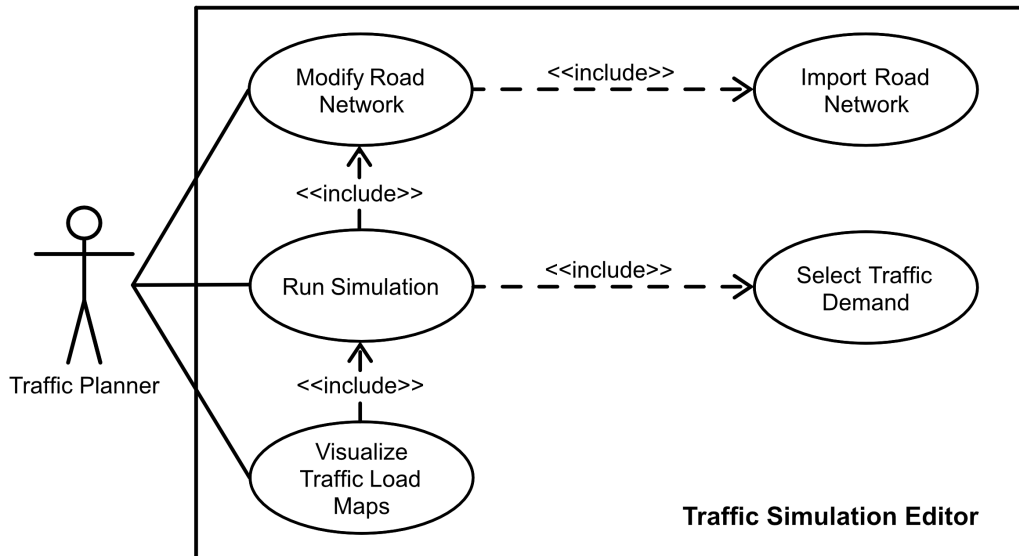 Modify Road
Network
<<include>>
Import Road
Network
<<include>>
Run Simulation
<<include>>
Select Traffic
Demand
Traffic Planner
<<include>>
Visualize
Traffic Load
Maps
Traffic Simulation Editor